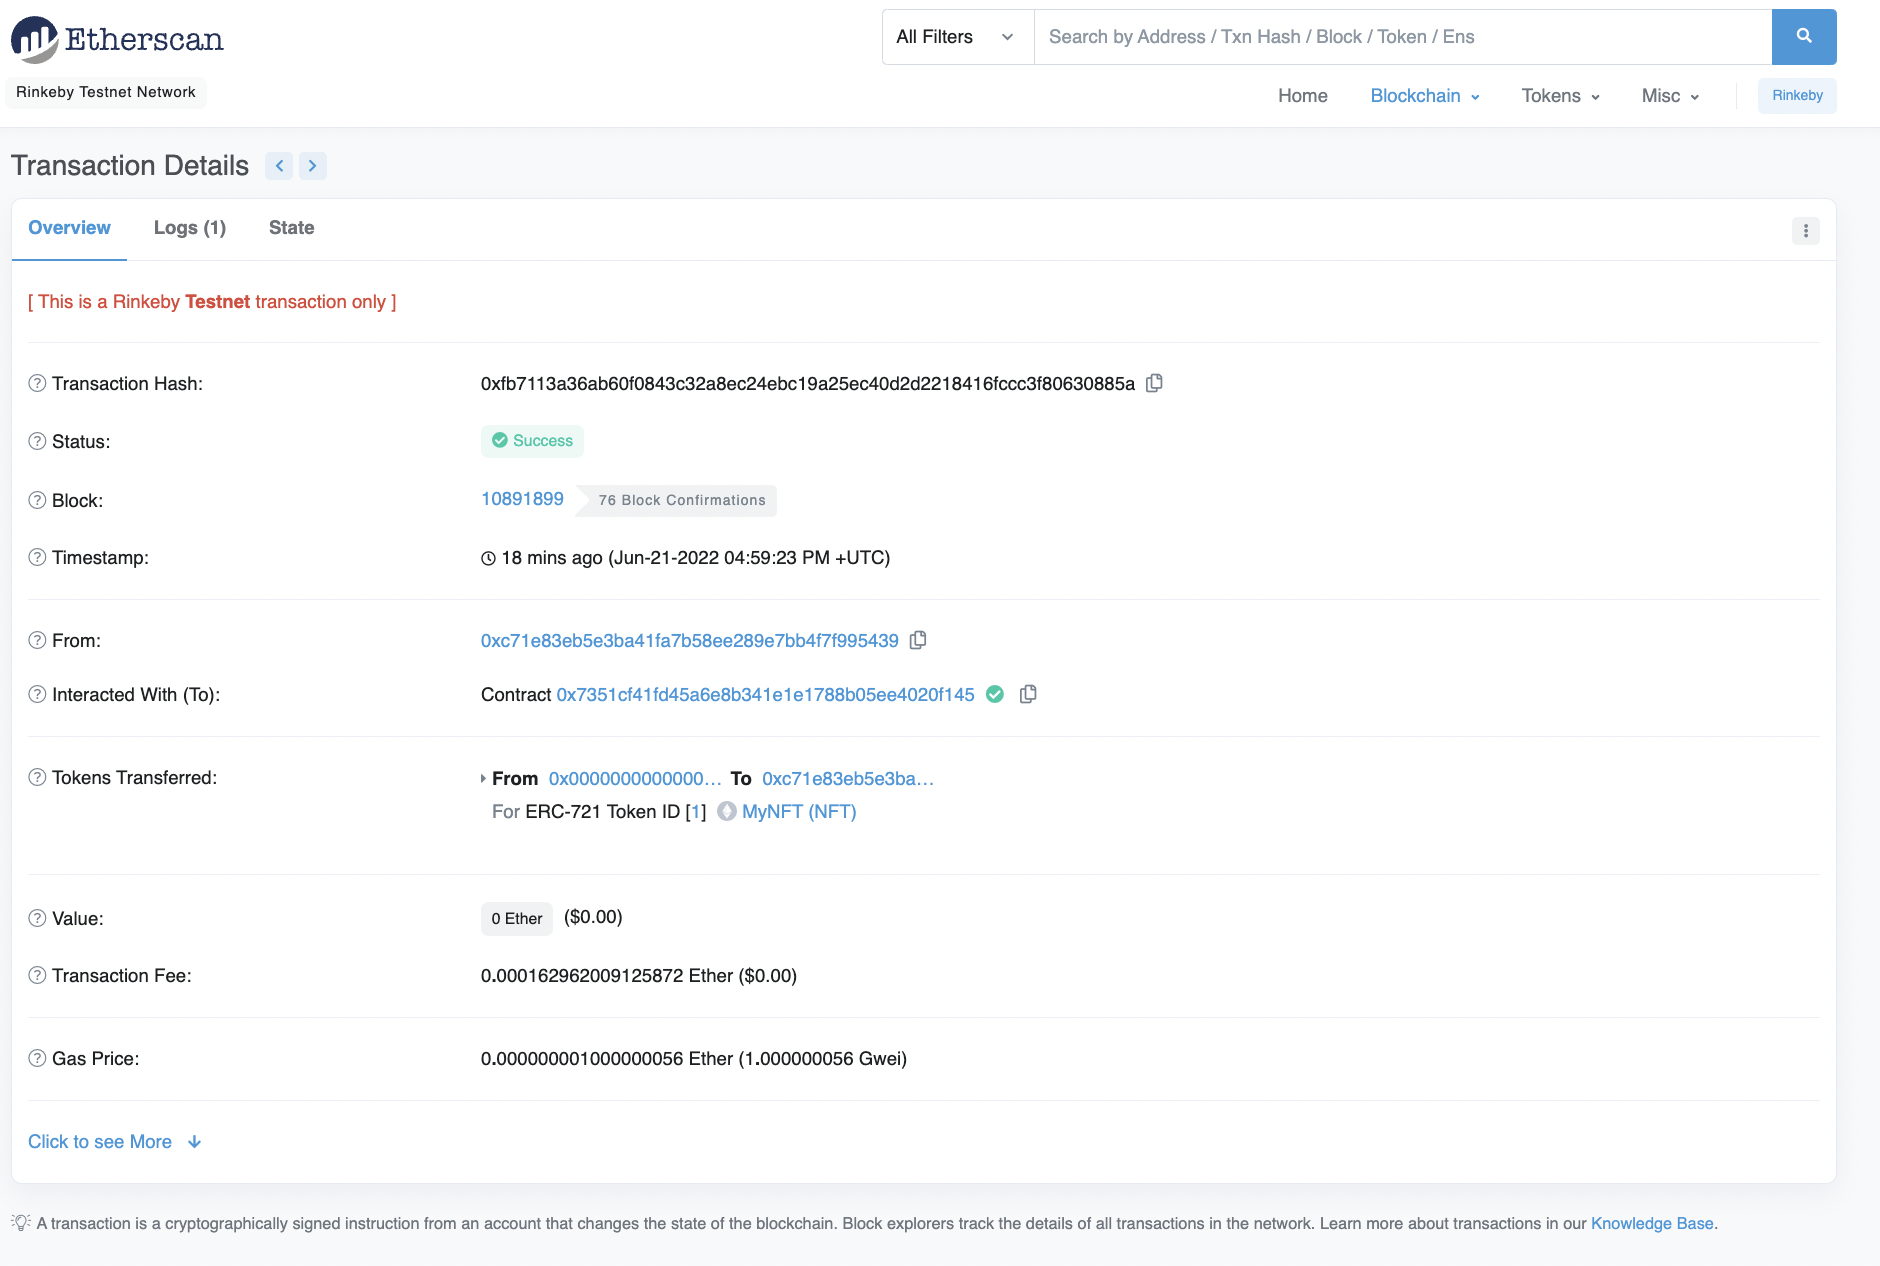 Etherscan
All Filters
Search by Address / Txn Hash / Block / Token / Ens
Rinkeby Testnet Network
Home Blockchain Tokens Misc Rinkeby
Transaction Details
Overview Logs (1) State
[ This is a Rinkeby Testnet transaction only ]
Transaction Hash: 0xfb7113a36ab60f0843c32a8ec24ebc19a25ec40d2d2218416fccc3f80630885a
Status: Success
Block: 10891899 76 Block Confirmations
Timestamp: 18 mins ago (Jun-21-2022 04:59:23 PM +UTC)
From: 0xc71e83eb5e3ba41fa7b58ee289e7bb4f7f995439
Interacted With (To): Contract 0x7351cf41fd45a6e8b341e1e1788b05ee4020f145
Tokens Transferred: From 0x0000000000000... To 0xc71e83eb5e3ba...
For ERC-721 Token ID [1] MyNFT (NFT)
Value: 0 Ether ($0.00)
Transaction Fee: 0.000162962009125872 Ether ($0.00)
Gas Price: 0.000000001000000056 Ether (1.000000056 Gwei)
Click to see More
A transaction is a cryptographically signed instruction from an account that changes the state of the blockchain. Block explorers track the details of all transactions in the network. Learn more about transactions in our Knowledge Base.